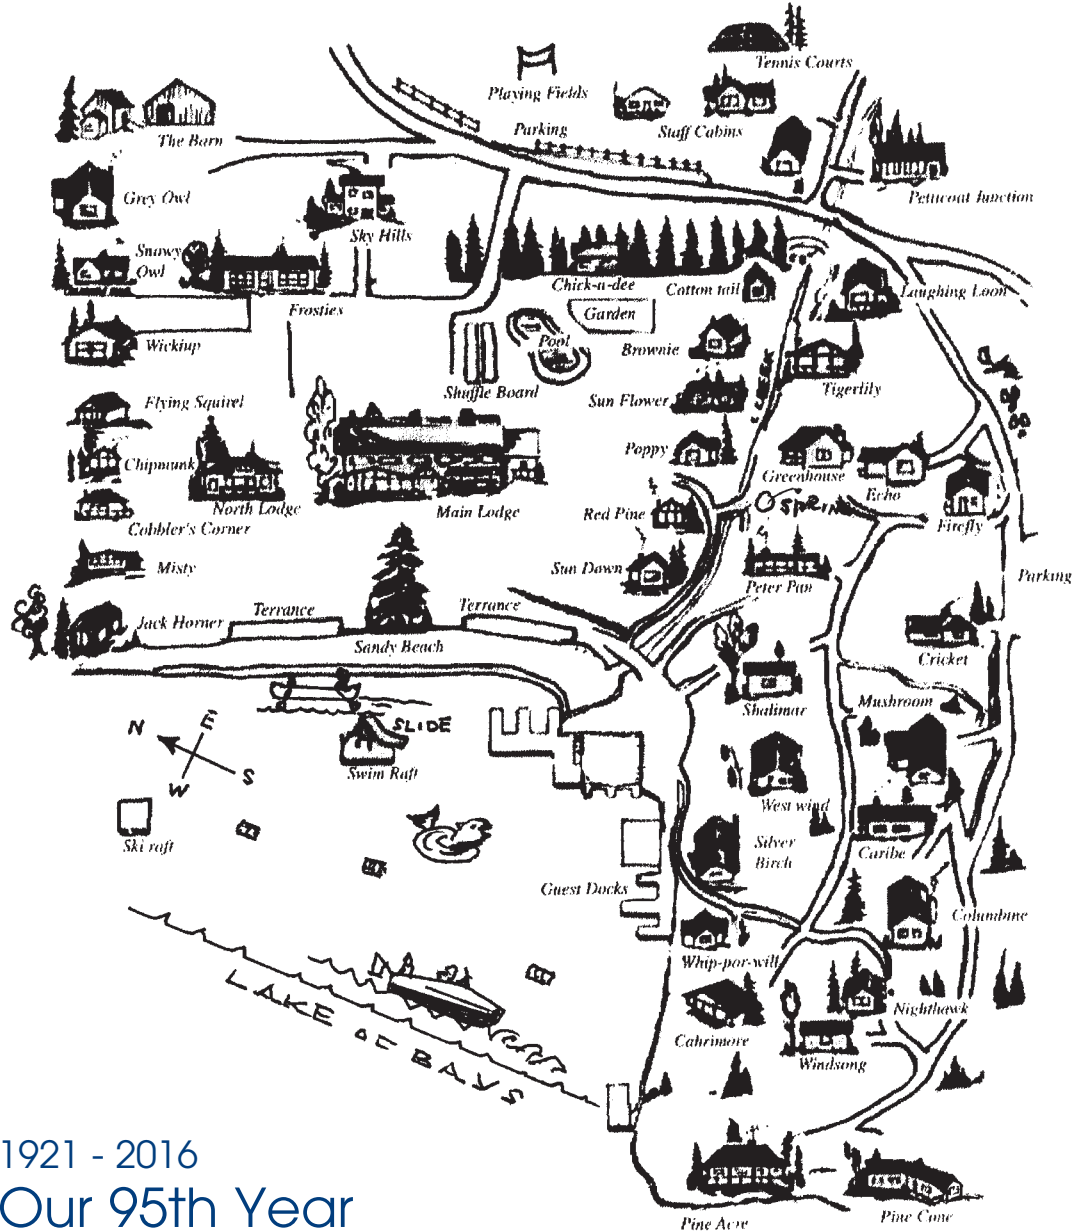 Tennis Courts
Playing Fields
Staff Cabins
Parking
The Barn
Petticoat Junction
Grey Owl
Sky Hills
Snowy
Owl
Chick-a-dee
Cotton tail
Laughing Loon
Frosties
Garden
Wickiup
Pool
Brownie
Shuffle Board
Tigerlily
CREEK
Sun Flower
Flying Squirel
Poppy
Chipmunk
Greenhouse
Echo
North Lodge
Main Lodge
Red Pine
SPRING
Firefly
Cobbler's Corner
Misty
Sun Down
Peter Pan
Parking
Jack Horner
Terrance
Terrance
Sandy Beach
Cricket
Shalimar
Mushroom
N
E
W
S
SLIDE
Swim Raft
West wind
Ski raft
Silver
Birch
Caribe
Guest Docks
Columbine
Whip-por-will
Nighthawk
Cahrimore
Windsong
LAKE OF BAYS
1921 - 2016
Our 95th Year
Pine Acre
Pine Cone